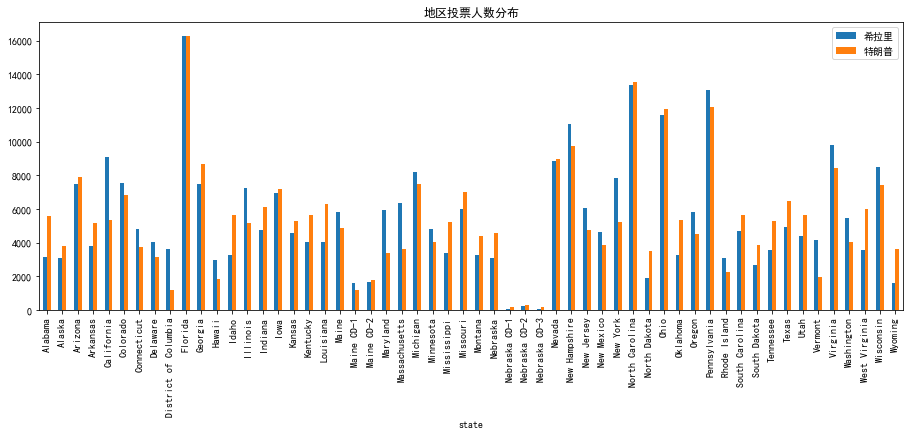 地区投票人数分布
希拉里
特朗普
16000
14000
12000
10000
8000
6000
4000
2000
0
Alabama
Alaska
Arizona
Arkansas
California
Colorado
Connecticut
Delaware
District of Columbia
Florida
Georgia
Hawaii
Idaho
Illinois
Indiana
Iowa
Kansas
Kentucky
Louisiana
Maine
Maine CD-1
Maine CD-2
Maryland
Massachusetts
Michigan
Minnesota
Mississippi
Missouri
Montana
Nebraska
Nebraska CD-1
Nebraska CD-2
Nebraska CD-3
Nevada
New Hampshire
New Jersey
New Mexico
New York
North Carolina
North Dakota
Ohio
Oklahoma
Oregon
Pennsylvania
Rhode Island
South Carolina
South Dakota
Tennessee
Texas
Utah
Vermont
Virginia
Washington
West Virginia
Wisconsin
Wyoming
state